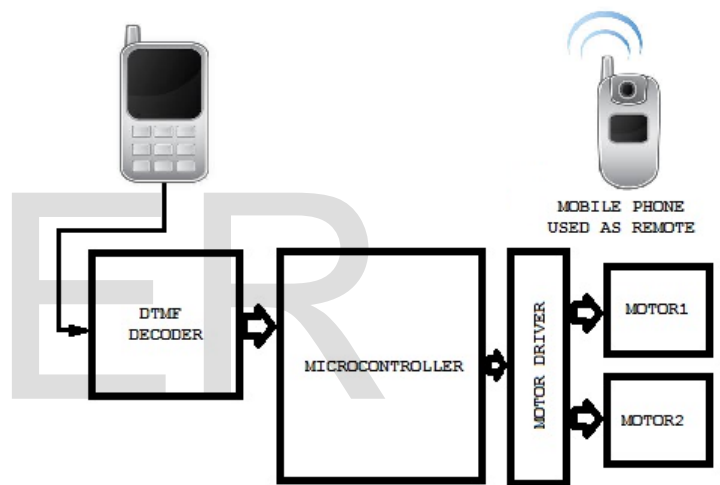 MOBILE PHONE
USED AS REMOTE
DTMF
DECODER
MICROCONTROLLER
MOTOR DRIVER
MOTOR1
MOTOR2
ER